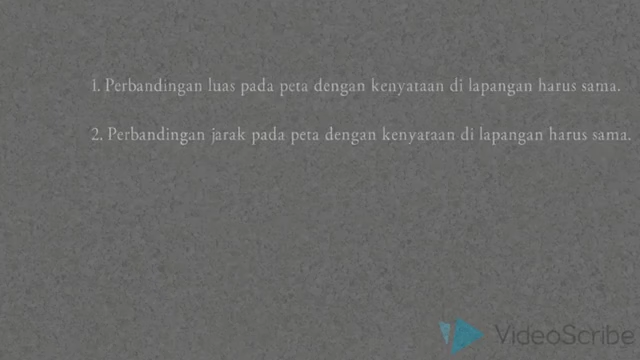 1. Perbandingan luas pada peta dengan kenyataan di lapangan harus sama.
2. Perbandingan jarak pada peta dengan kenyataan di lapangan harus sama.
VideoScribe